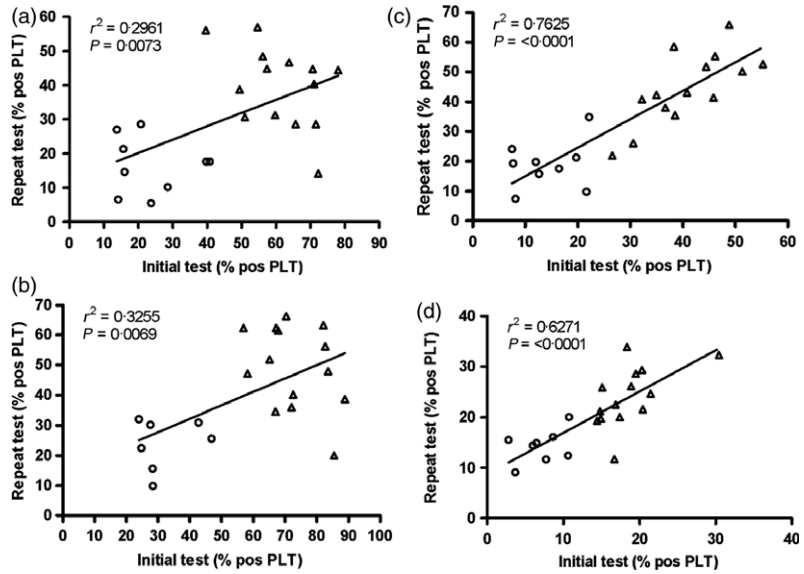 (a)
r² = 0·2961
P = 0·0073
Repeat test (% pos PLT)
60
50
40
30
20
10
0
0 10 20 30 40 50 60 70 80 90
Initial test (% pos PLT)
(b)
r² = 0·3255
P = 0·0069
Repeat test (% pos PLT)
70
60
50
40
30
20
10
0
0 10 20 30 40 50 60 70 80 90 100
Initial test (% pos PLT)
(c)
r² = 0·7625
P = <0·0001
Repeat test (% pos PLT)
70
60
50
40
30
20
10
0
0 10 20 30 40 50 60
Initial test (% pos PLT)
(d)
r² = 0·6271
P = <0·0001
Repeat test (% pos PLT)
40
30
20
10
0
0 10 20 30 40
Initial test (% pos PLT)